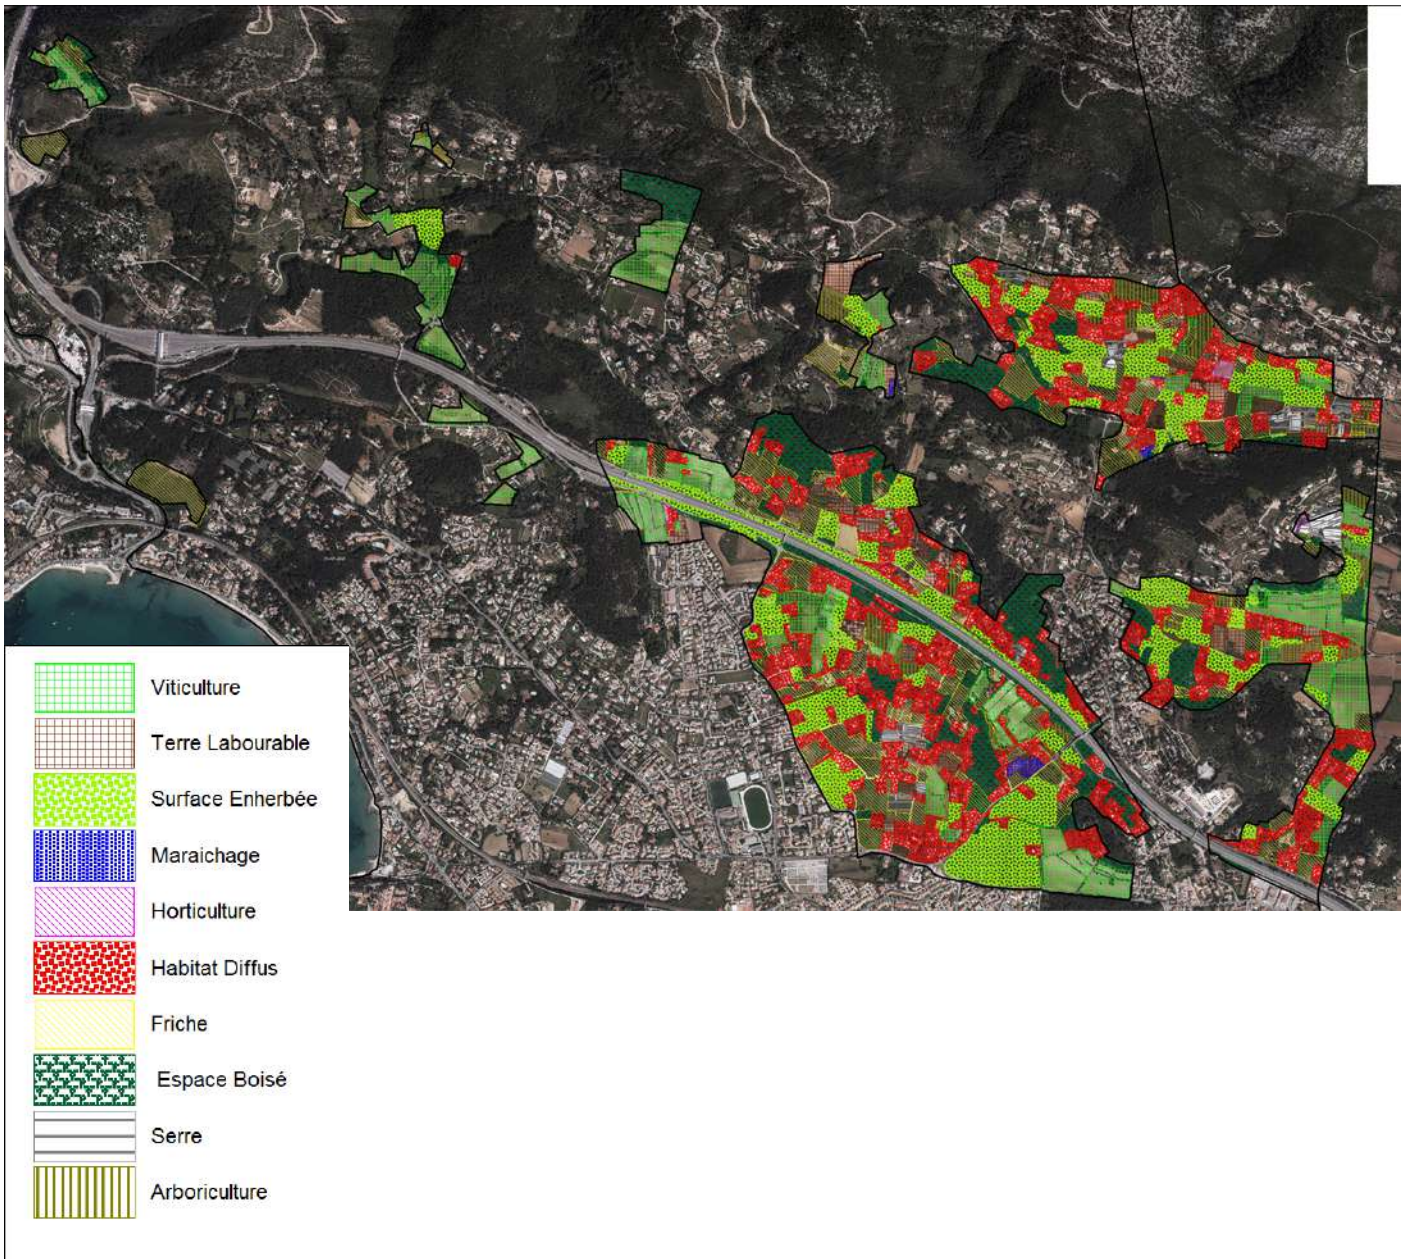 Viticulture
Terre Labourable
Surface Enherbée
Maraichage
Horticulture
Habitat Diffus
Friche
Espace Boisé
Serre
Arboriculture